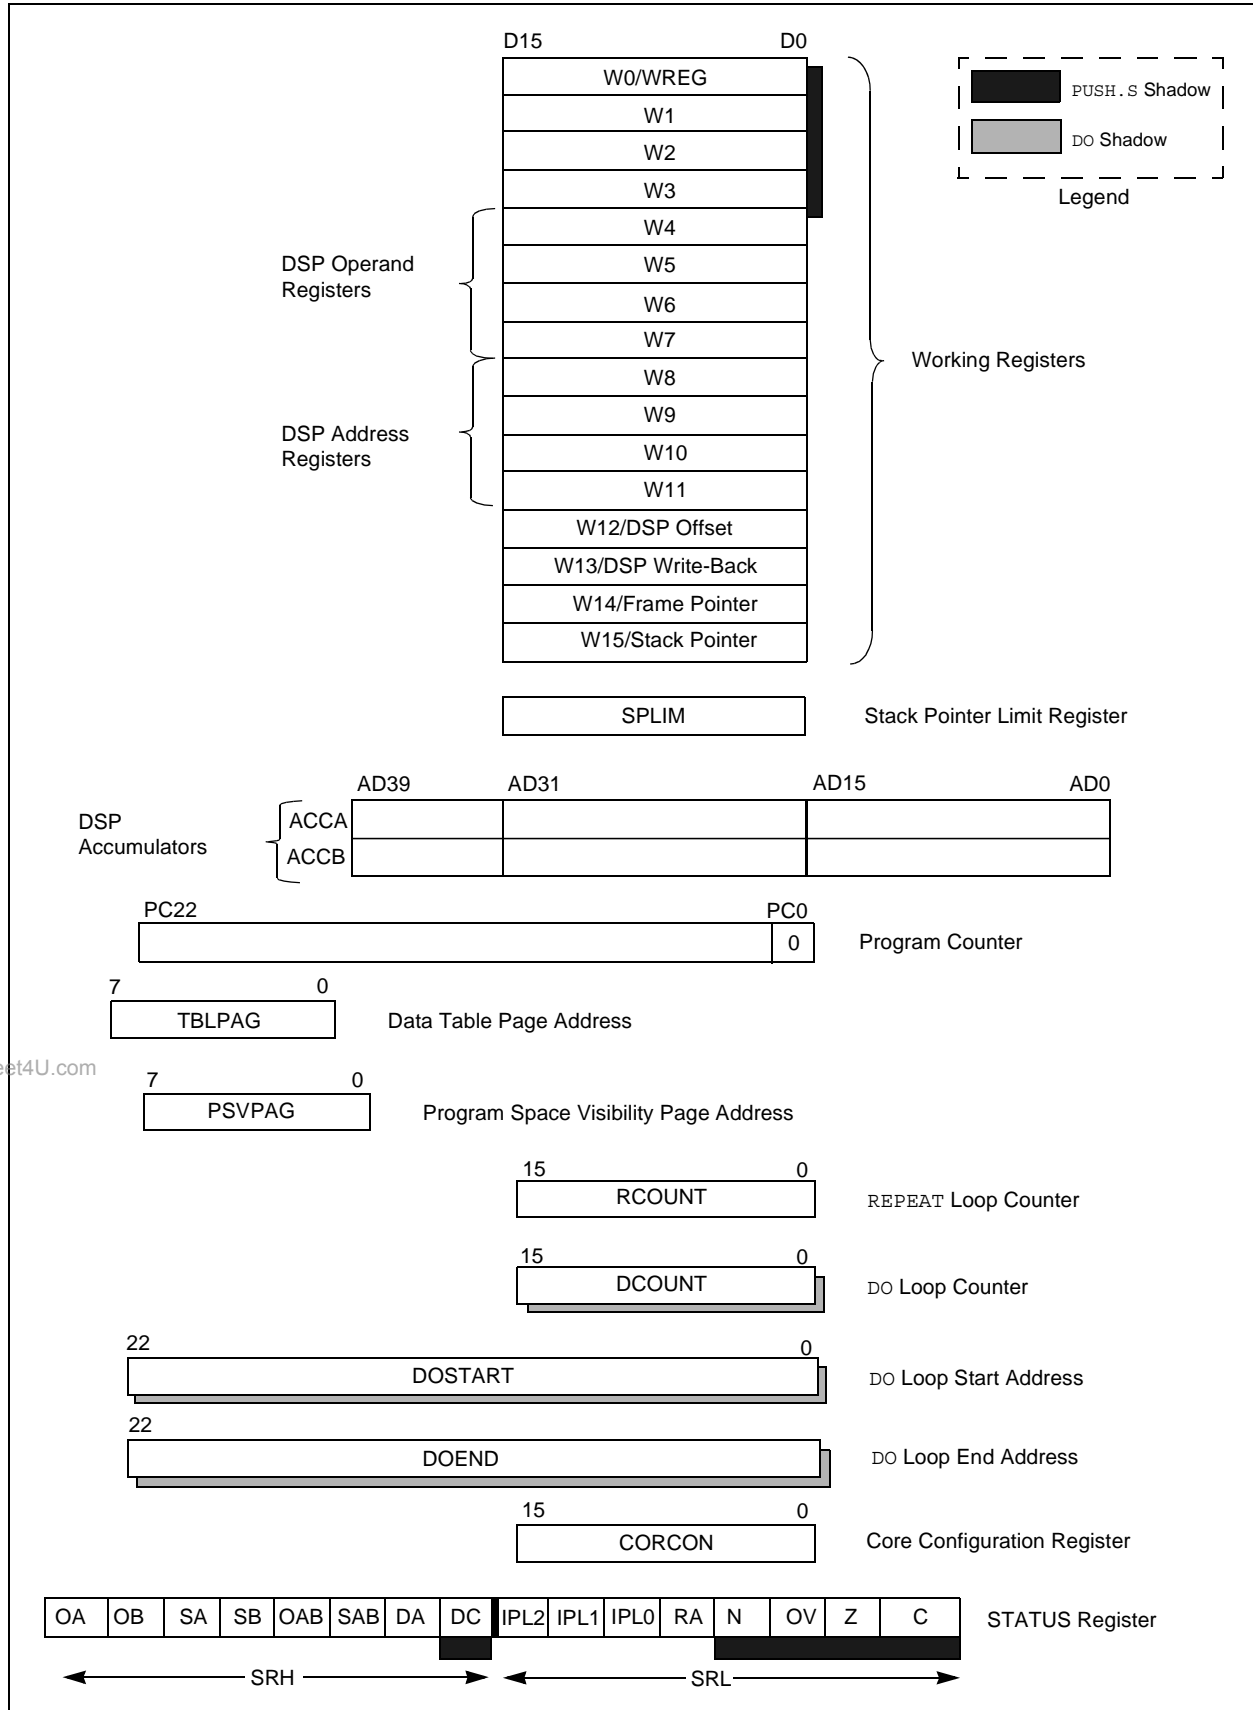 D15 D0
W0/WREG
W1
W2
W3
W4
W5
W6
W7
W8
W9
W10
W11
W12/DSP Offset
W13/DSP Write-Back
W14/Frame Pointer
W15/Stack Pointer
PUSH.S Shadow
DO Shadow
Legend
DSP Operand
Registers
DSP Address
Registers
Working Registers
SPLIM Stack Pointer Limit Register
AD39 AD31 AD15 AD0
DSP
Accumulators
ACCA
ACCB
PC22 PC0
0 Program Counter
7 0
TBLPAG Data Table Page Address
eet4U.com
7 0
PSVPAG Program Space Visibility Page Address
15 0
RCOUNT REPEAT Loop Counter
15 0
DCOUNT DO Loop Counter
22 0
DOSTART DO Loop Start Address
22
DOEND DO Loop End Address
15 0
CORCON Core Configuration Register
OA OB SA SB OAB SAB DA DC IPL2 IPL1 IPL0 RA N OV Z C STATUS Register
SRH SRL